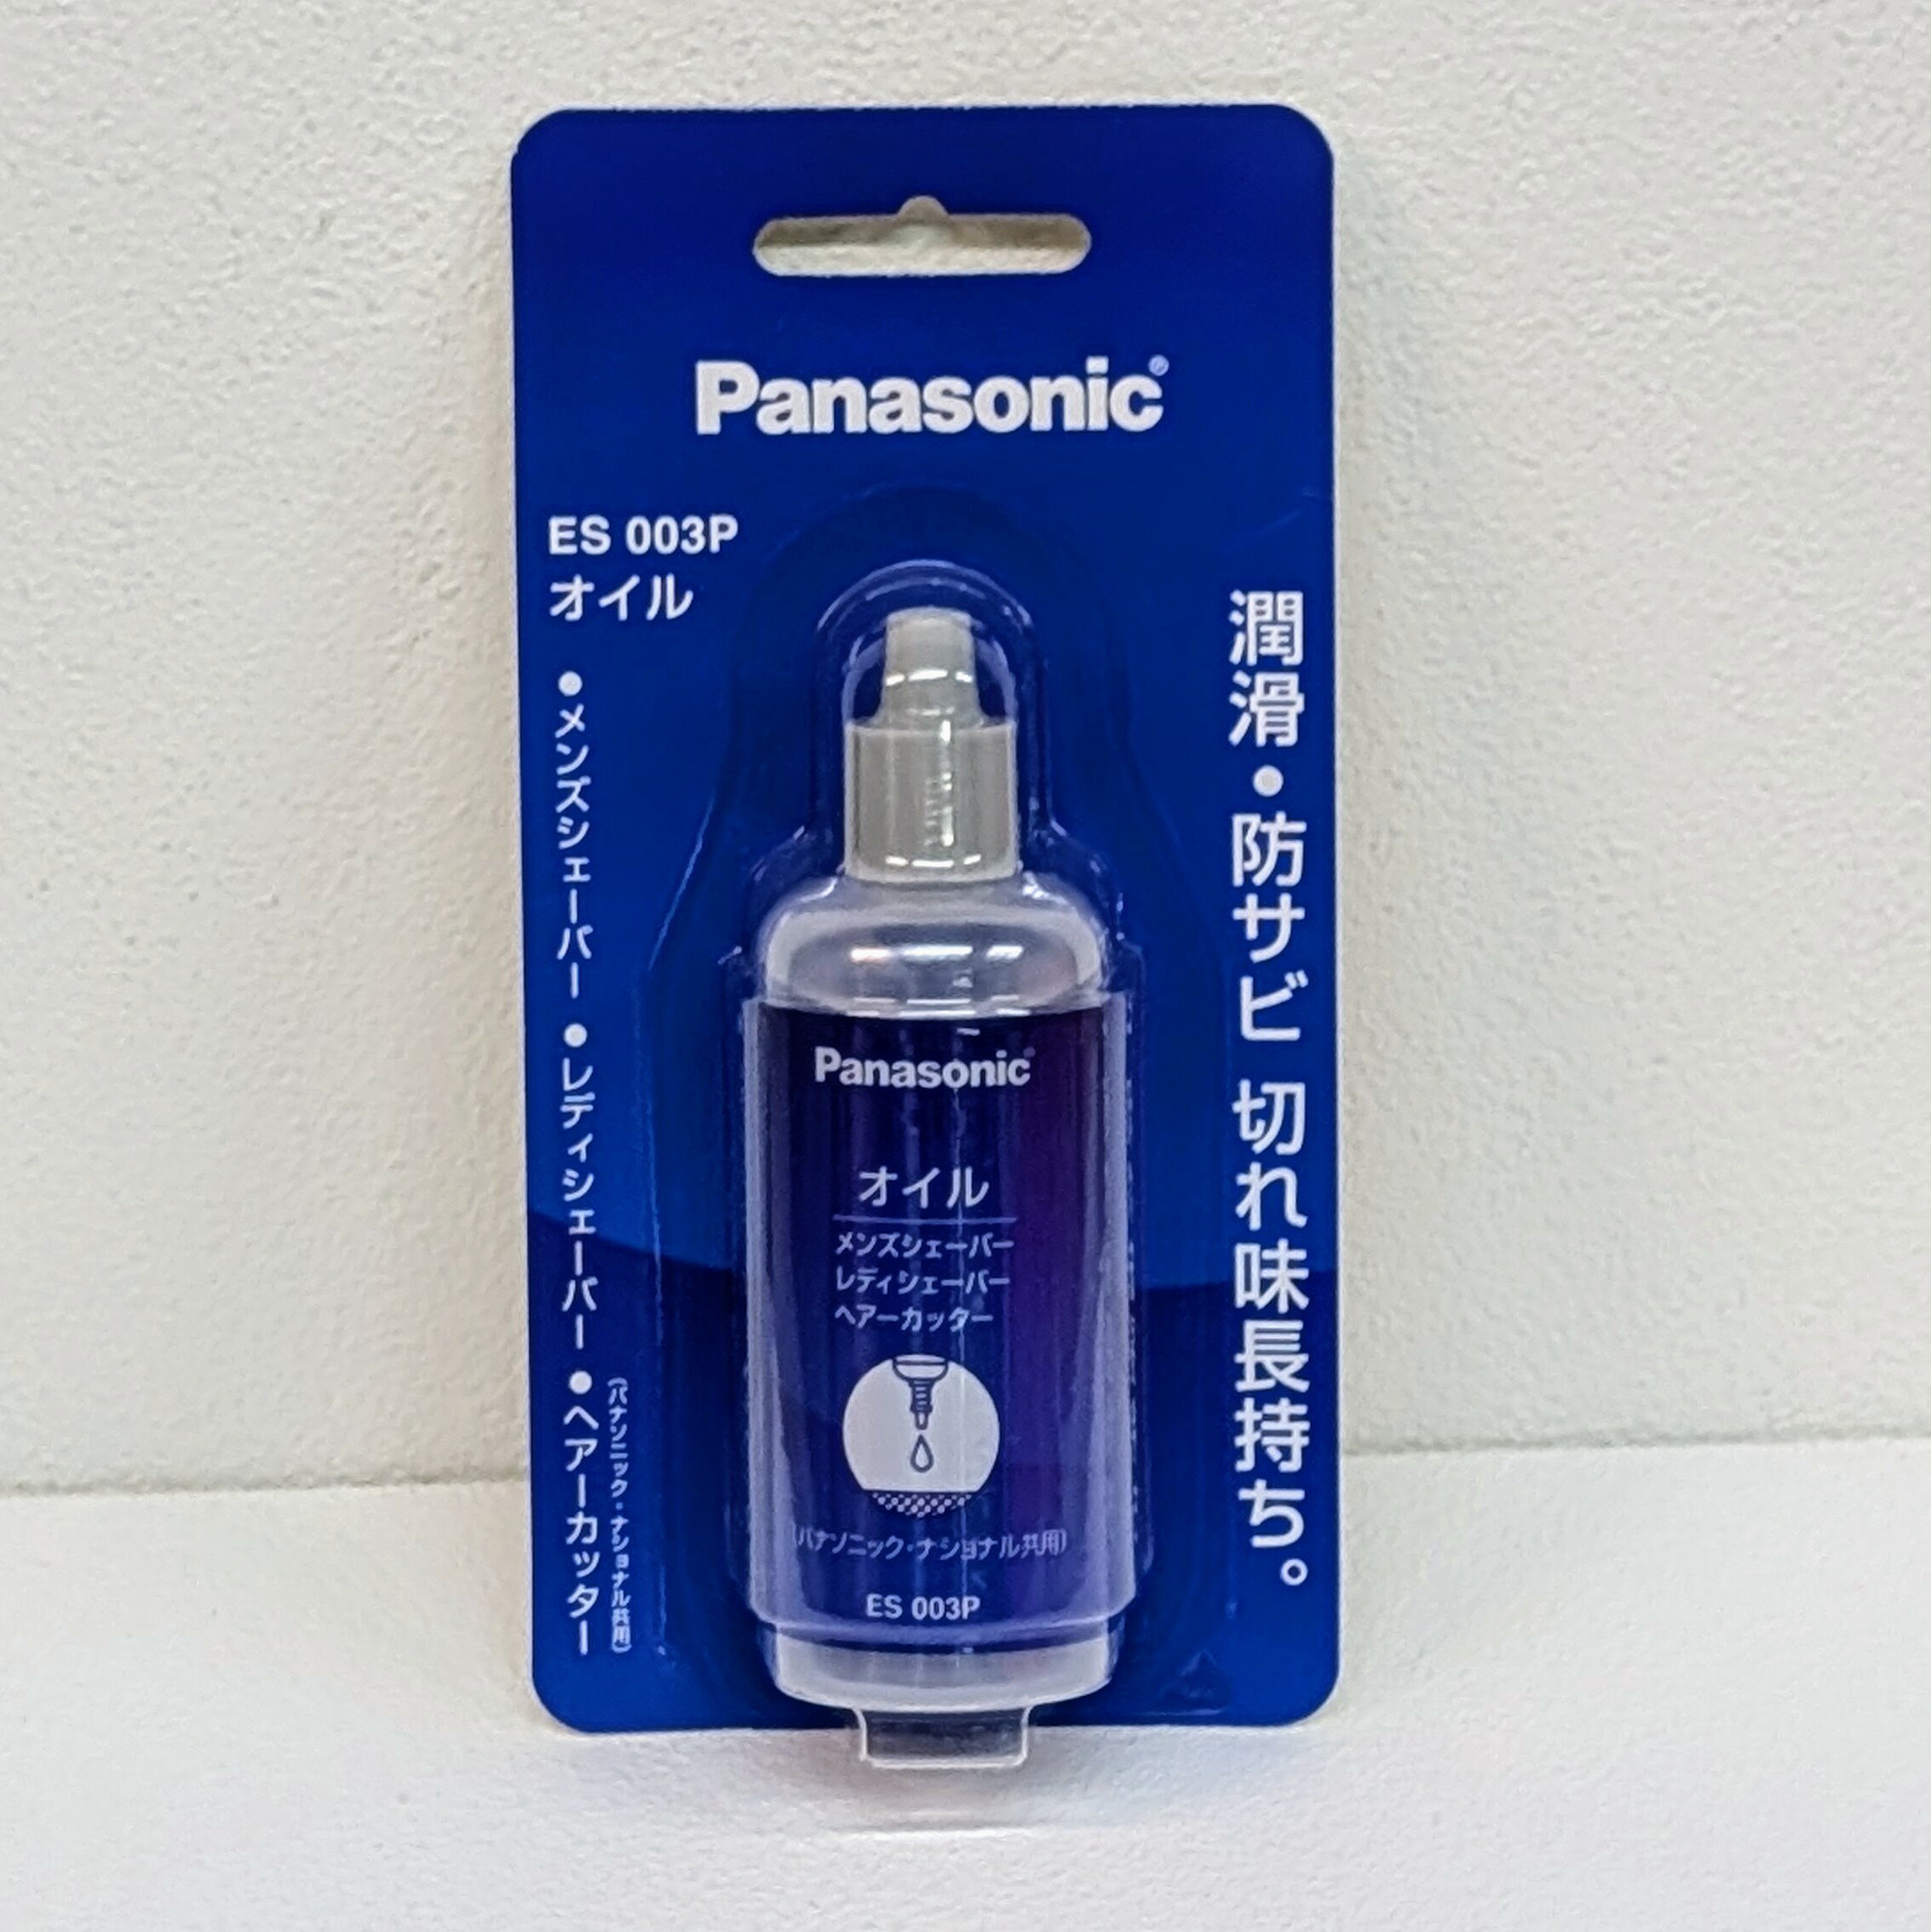 Panasonic®
ES 003P
オイル
●メンズシェーバー ●レディシェーバー ●ヘアーカッター
(パナソニック・ナショナル共用)
潤滑・防サビ 切れ味長持ち。
Panasonic
オイル
メンズシェーバー
レディシェーバー
ヘアーカッター
(パナソニック・ナショナル共用)
ES 003P